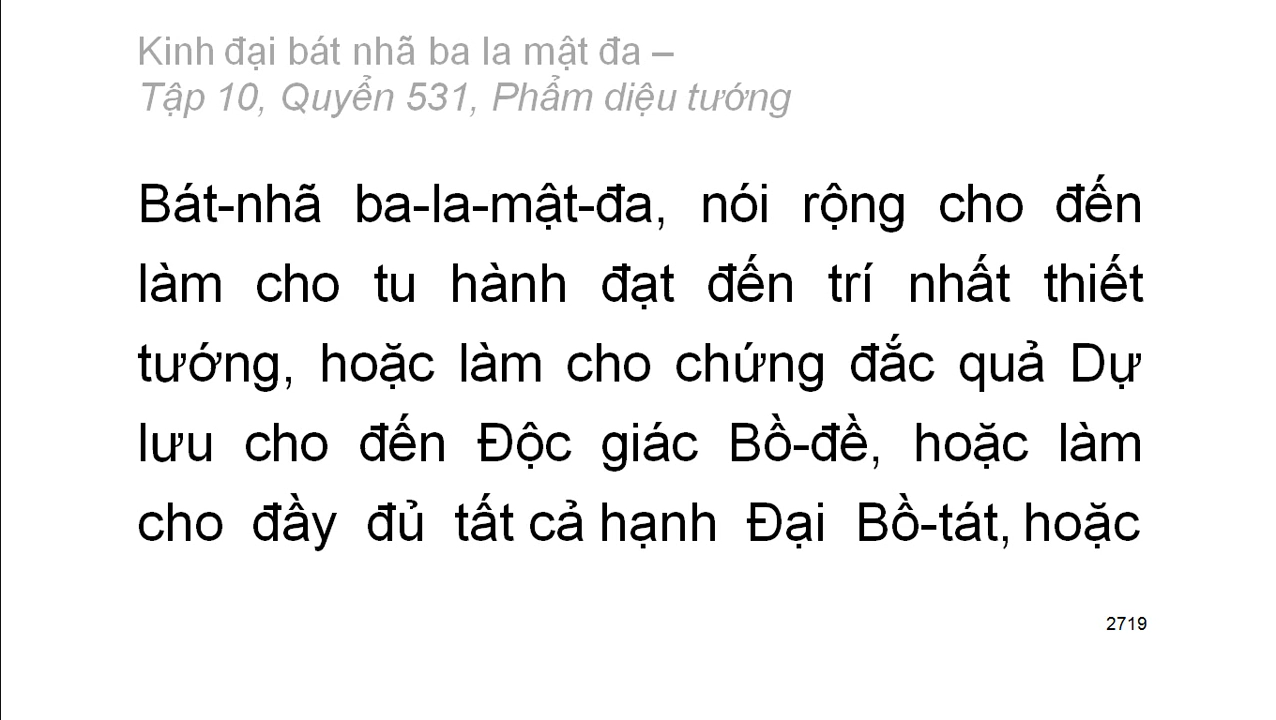 Kinh đại bát nhã ba la mật đa –
Tập 10, Quyển 531, Phẩm diệu tướng
Bát-nhã ba-la-mật-đa, nói rộng cho đến
làm cho tu hành đạt đến trí nhất thiết
tướng, hoặc làm cho chứng đắc quả Dự
lưu cho đến Độc giác Bồ-đề, hoặc làm
cho đầy đủ tất cả hạnh Đại Bồ-tát, hoặc
2719